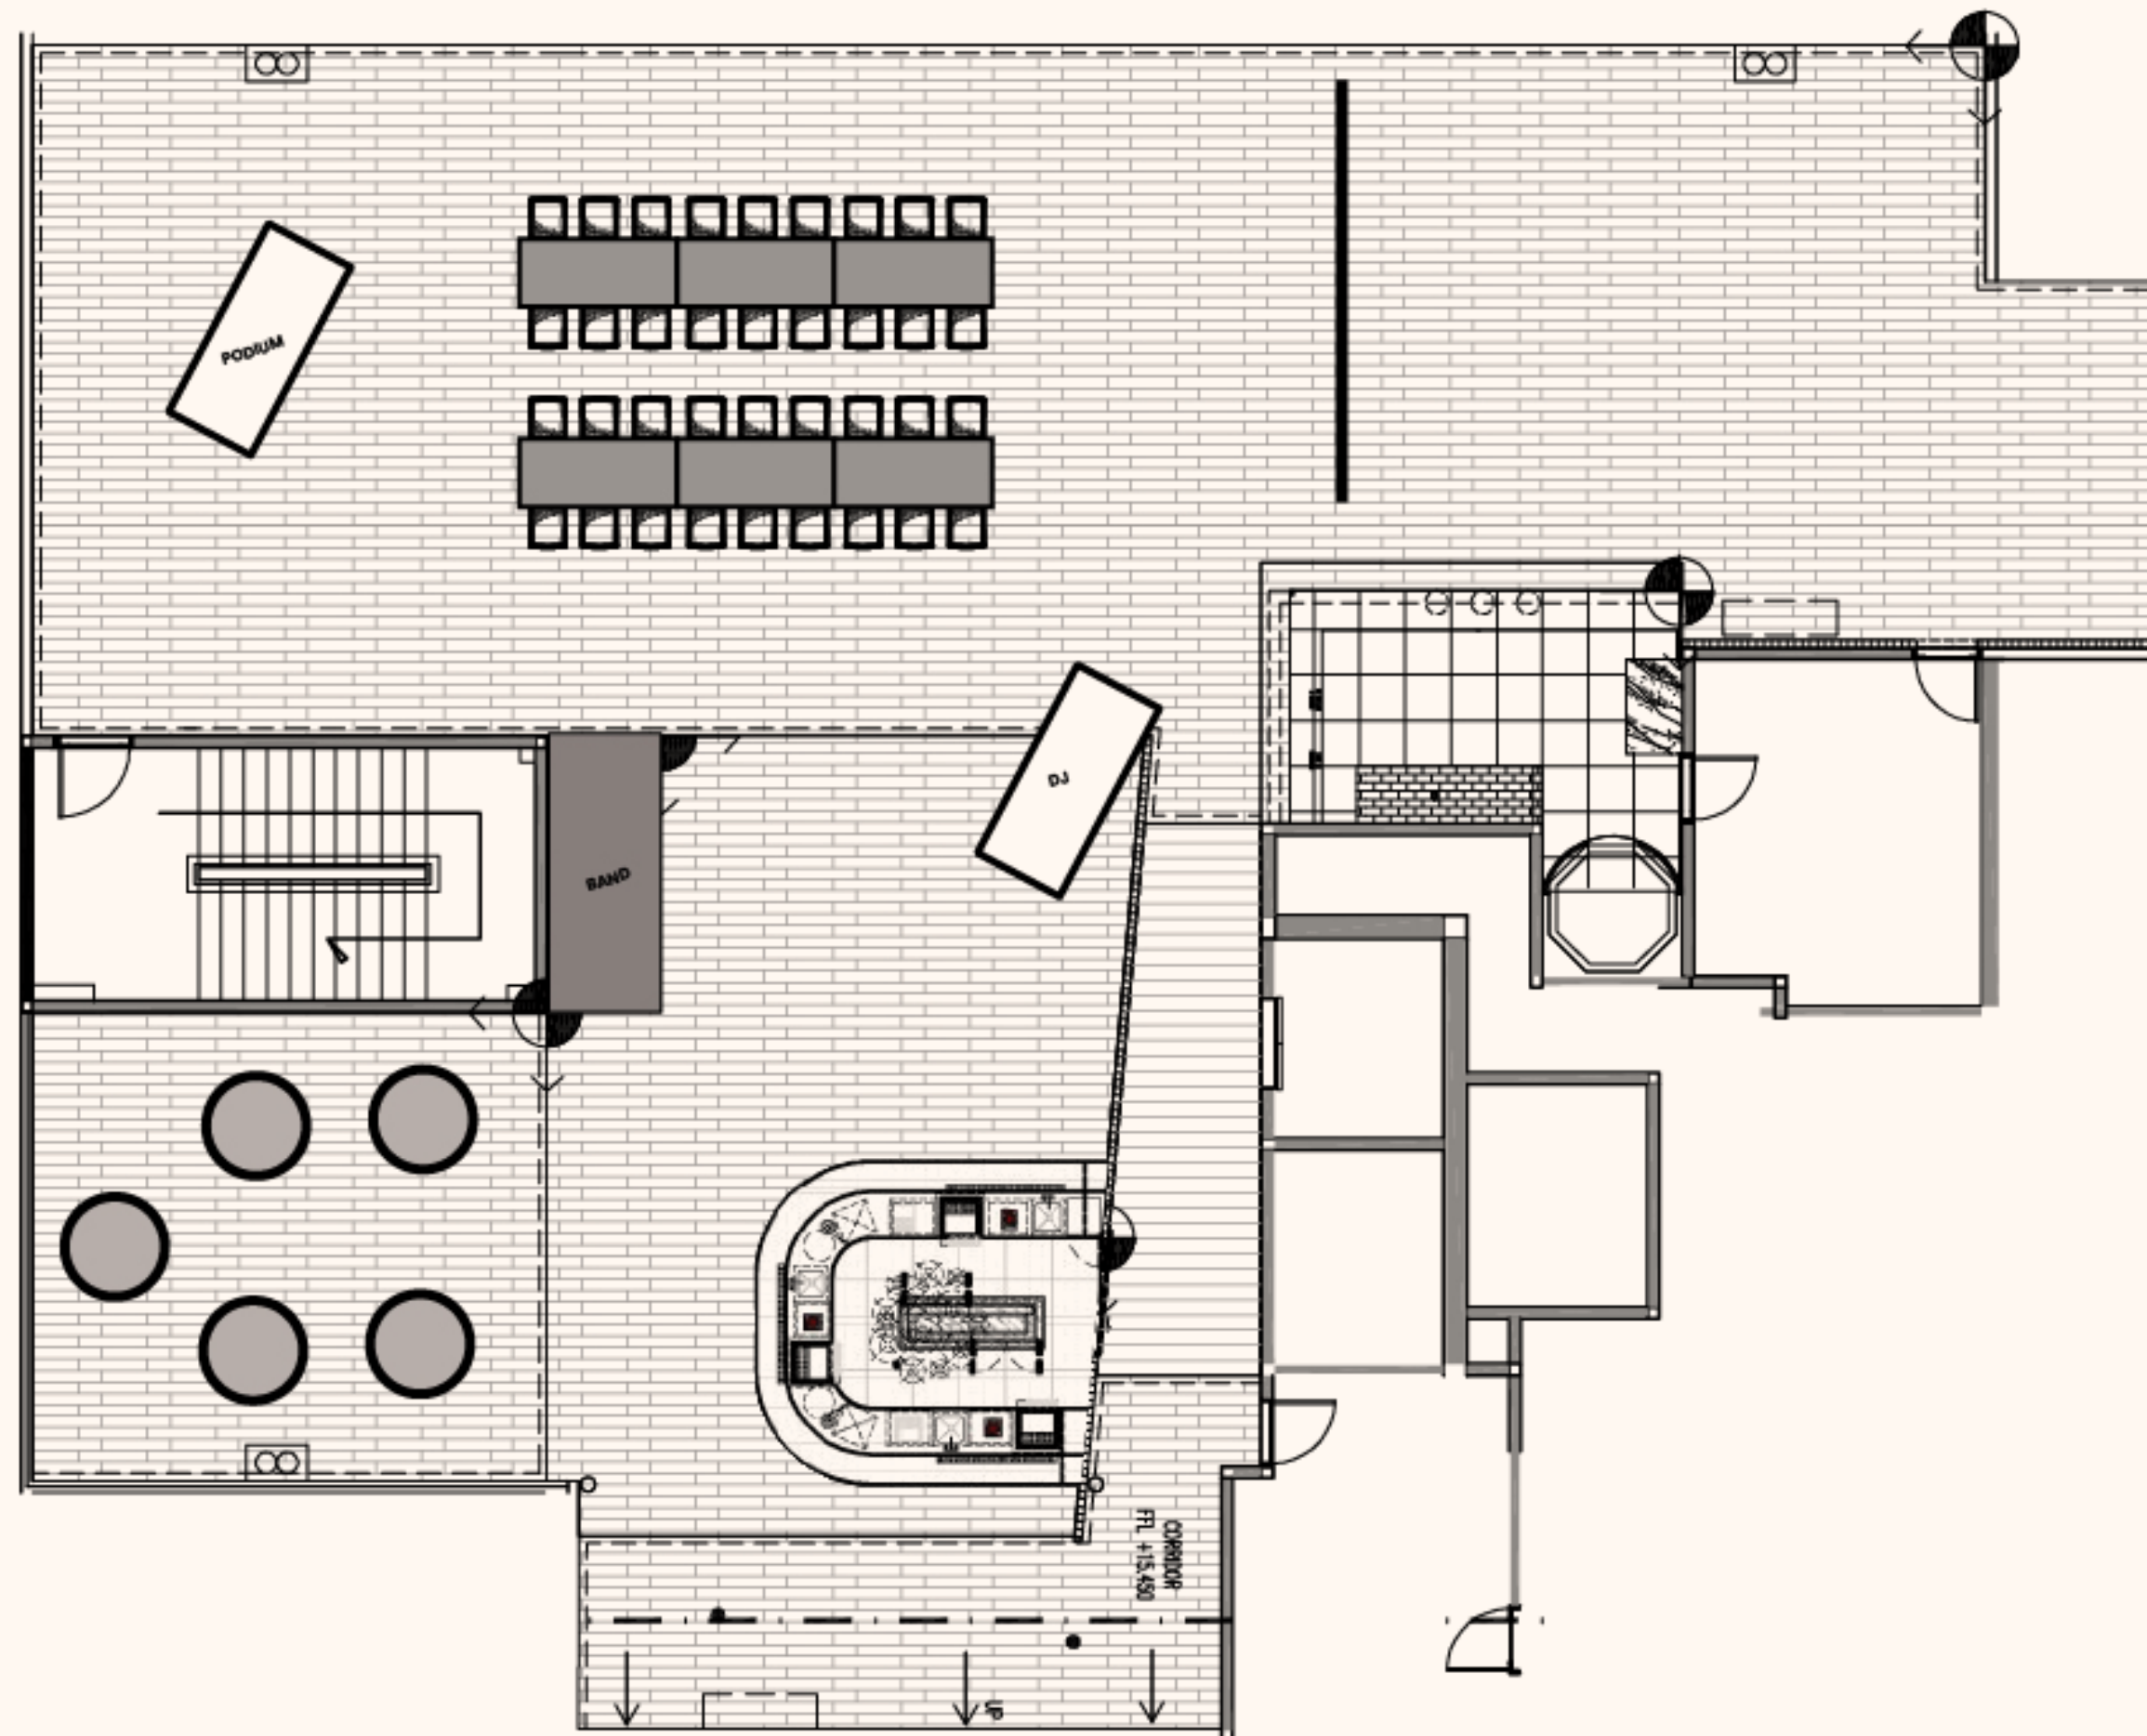 PODIUM
DJ
BAND
CORRIDOR
FFL +15.450
UP